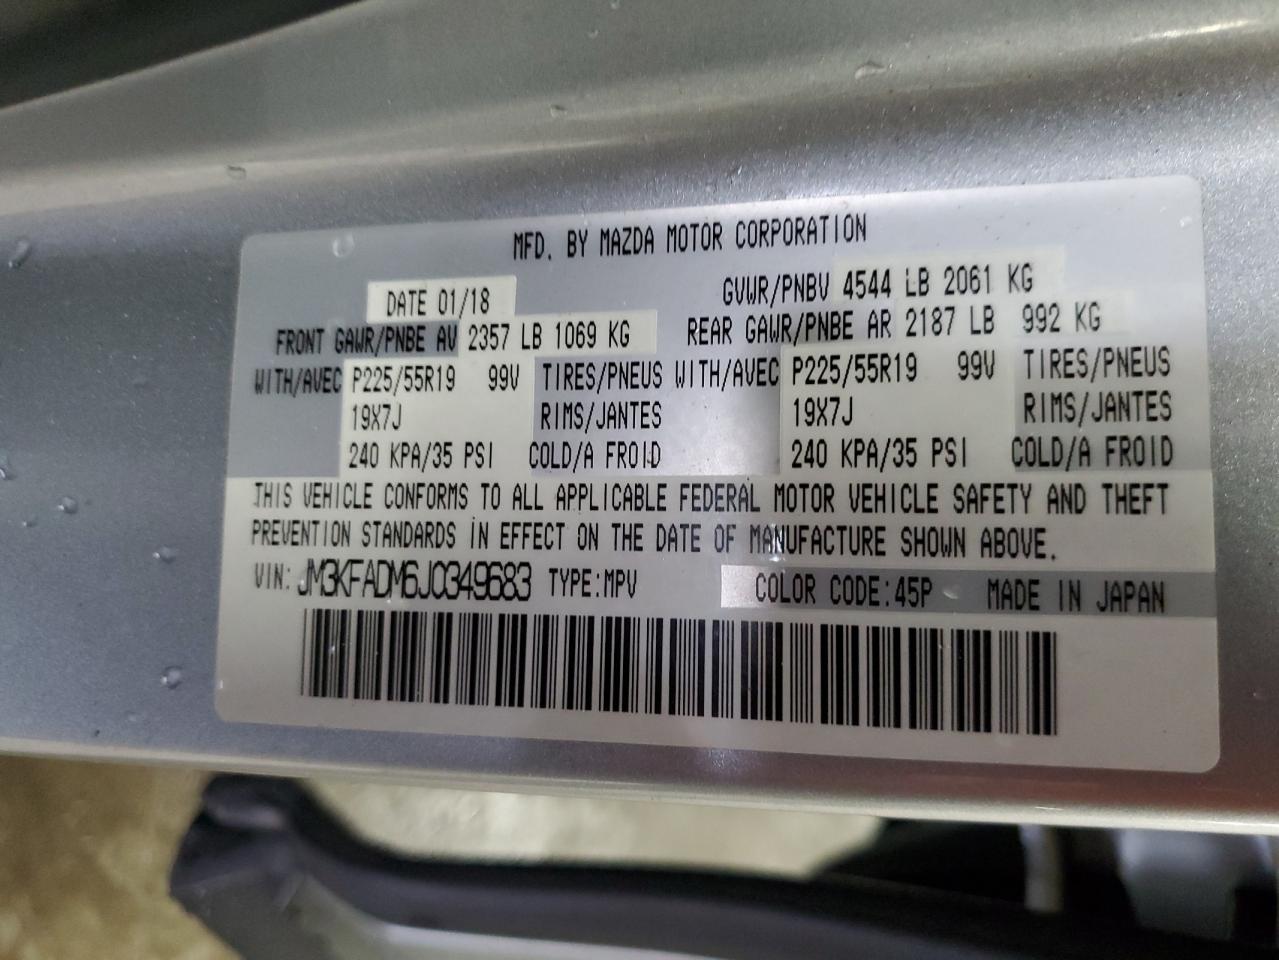 MFD. BY MAZDA MOTOR CORPORATION
DATE 01/18 GVWR/PNBV 4544 LB 2061 KG
FRONT GAWR/PNBE AV 2357 LB 1069 KG REAR GAWR/PNBE AR 2187 LB 992 KG
WITH/AVEC P225/55R19 99V TIRES/PNEUS WITH/AVEC P225/55R19 99V TIRES/PNEUS
19X7J RIMS/JANTES 19X7J RIMS/JANTES
240 KPA/35 PSI COLD/A FROID 240 KPA/35 PSI COLD/A FROID
THIS VEHICLE CONFORMS TO ALL APPLICABLE FEDERAL MOTOR VEHICLE SAFETY AND THEFT
PREVENTION STANDARDS IN EFFECT ON THE DATE OF MANUFACTURE SHOWN ABOVE.
VIN: JM3KFADM6J0349683 TYPE:MPV COLOR CODE:45P MADE IN JAPAN